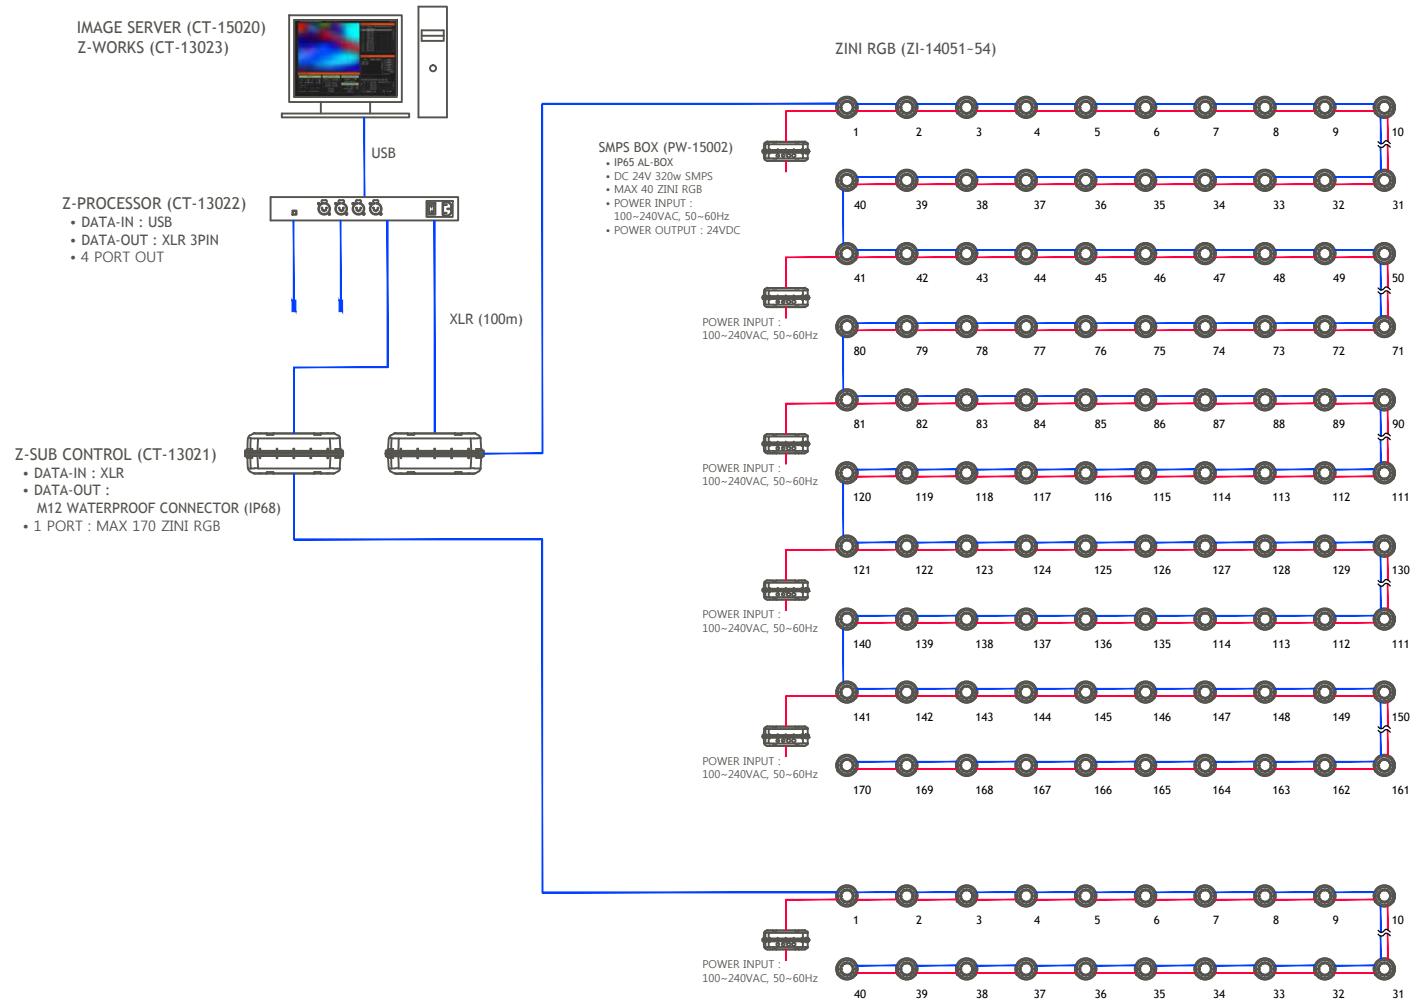 IMAGE SERVER (CT-15020)
Z-WORKS (CT-13023)
USB
Z-PROCESSOR (CT-13022)
• DATA-IN : USB
• DATA-OUT : XLR 3PIN
• 4 PORT OUT
XLR (100m)
Z-SUB CONTROL (CT-13021)
• DATA-IN : XLR
• DATA-OUT :
M12 WATERPROOF CONNECTOR (IP68)
• 1 PORT : MAX 170 ZINI RGB
ZINI RGB (ZI-14051~54)
SMPS BOX (PW-15002)
• IP65 AL-BOX
• DC 24V 320w SMPS
• MAX 40 ZINI RGB
• POWER INPUT :
100~240VAC, 50~60Hz
• POWER OUTPUT : 24VDC
1 2 3 4 5 6 7 8 9 10
40 39 38 37 36 35 34 33 32 31
41 42 43 44 45 46 47 48 49 50
POWER INPUT :
100~240VAC, 50~60Hz
80 79 78 77 76 75 74 73 72 71
81 82 83 84 85 86 87 88 89 90
POWER INPUT :
100~240VAC, 50~60Hz
120 119 118 117 116 115 114 113 112 111
121 122 123 124 125 126 127 128 129 130
POWER INPUT :
100~240VAC, 50~60Hz
140 139 138 137 136 135 114 113 112 111
141 142 143 144 145 146 147 148 149 150
POWER INPUT :
100~240VAC, 50~60Hz
170 169 168 167 166 165 164 163 162 161
1 2 3 4 5 6 7 8 9 10
POWER INPUT :
100~240VAC, 50~60Hz
40 39 38 37 36 35 34 33 32 31